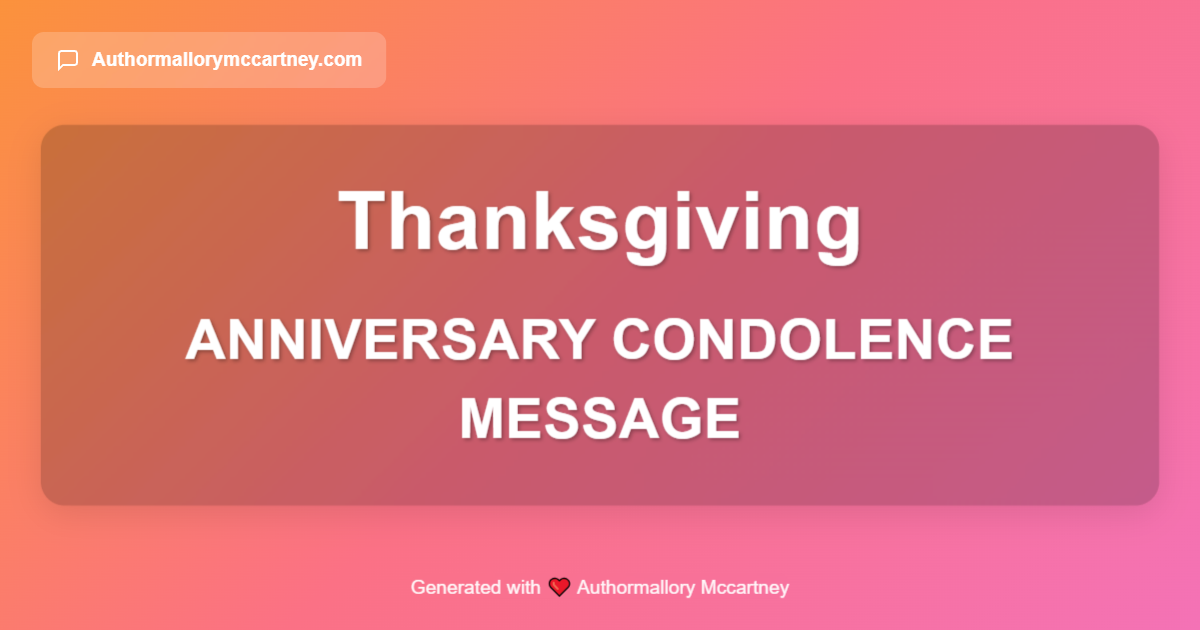 Authormallorymccartney.com
Thanksgiving
ANNIVERSARY CONDOLENCE
MESSAGE
Generated with ❤️ Authormallory Mccartney